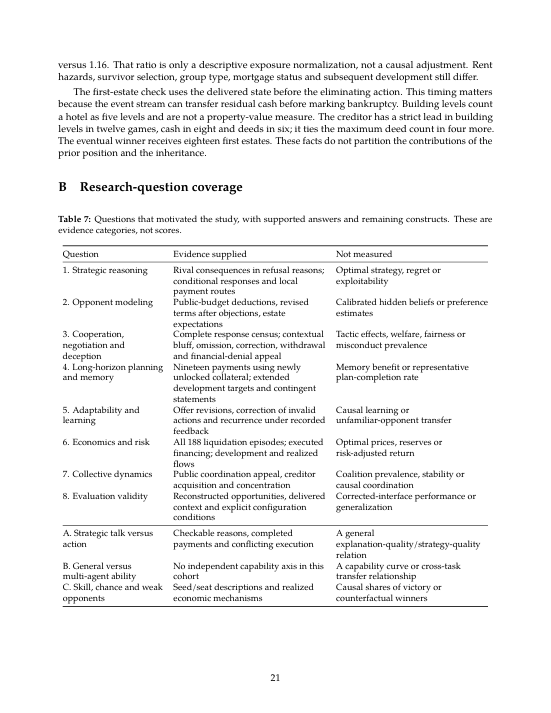 versus 1.16. That ratio is only a descriptive exposure normalization, not a causal adjustment. Rent
hazards, survivor selection, group type, mortgage status and subsequent development still differ.
The first-estate check uses the delivered state before the eliminating action. This timing matters
because the event stream can transfer residual cash before marking bankruptcy. Building levels count
a hotel as five levels and are not a property-value measure. The creditor has a strict lead in building
levels in twelve games, cash in eight and deeds in six; it ties the maximum deed count in four more.
The eventual winner receives eighteen first estates. These facts do not partition the contributions of the
prior position and the inheritance.
B Research-question coverage
Table 7: Questions that motivated the study, with supported answers and remaining constructs. These are
evidence categories, not scores.
Question Evidence supplied Not measured
1. Strategic reasoning Rival consequences in refusal reasons; Optimal strategy, regret or
conditional responses and local exploitability
payment routes
2. Opponent modeling Public-budget deductions, revised Calibrated hidden beliefs or preference
terms after objections, estate estimates
expectations
3. Cooperation, Complete response census; contextual Tactic effects, welfare, fairness or
negotiation and bluff, omission, correction, withdrawal misconduct prevalence
deception and financial-denial appeal
4. Long-horizon planning Nineteen payments using newly Memory benefit or representative
and memory unlocked collateral; extended plan-completion rate
development targets and contingent
statements
5. Adaptability and Offer revisions, correction of invalid Causal learning or
learning actions and recurrence under recorded unfamiliar-opponent transfer
feedback
6. Economics and risk All 188 liquidation episodes; executed Optimal prices, reserves or
financing; development and realized risk-adjusted return
flows
7. Collective dynamics Public coordination appeal, creditor Coalition prevalence, stability or
acquisition and concentration causal coordination
8. Evaluation validity Reconstructed opportunities, delivered Corrected-interface performance or
context and explicit configuration generalization
conditions
A. Strategic talk versus Checkable reasons, completed A general
action payments and conflicting execution explanation-quality/strategy-quality
relation
B. General versus No independent capability axis in this A capability curve or cross-task
multi-agent ability cohort transfer relationship
C. Skill, chance and weak Seed/seat descriptions and realized Causal shares of victory or
opponents economic mechanisms counterfactual winners
21